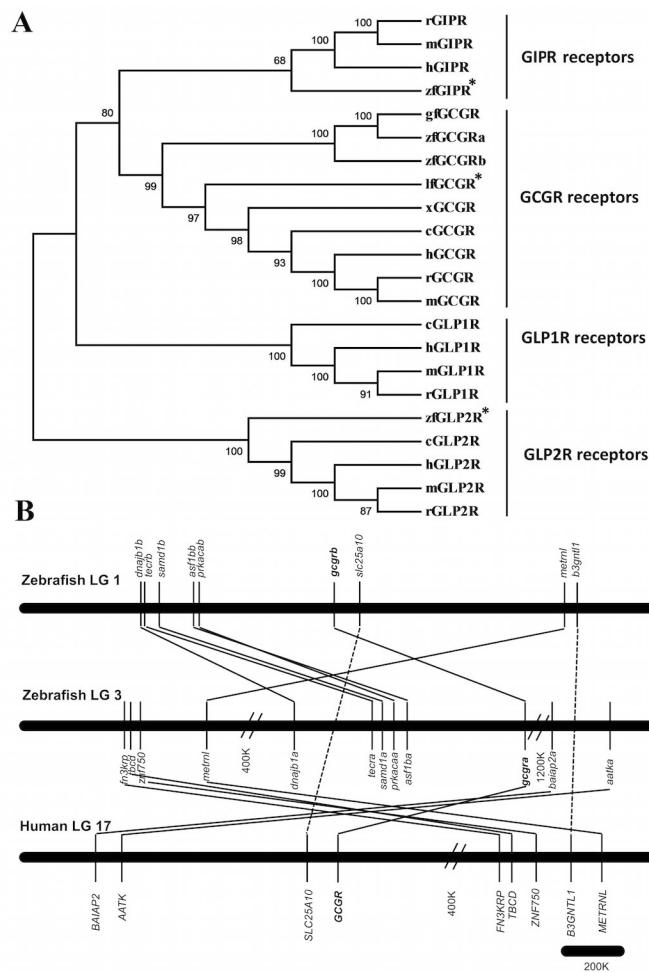 A
rGIPR
mGIPR
hGIPR
zfGIPR*
GIPR receptors
gfGCGR
zfGCGRa
zfGCGRb
lfGCGR*
xGCGR
cGCGR
hGCGR
rGCGR
mGCGR
GCGR receptors
cGLP1R
hGLP1R
mGLP1R
rGLP1R
GLP1R receptors
zfGLP2R*
cGLP2R
hGLP2R
mGLP2R
rGLP2R
GLP2R receptors
100
100
68
80
100
100
99
97
98
93
100
100
100
100
91
100
99
100
87
B
Zebrafish LG 1
dnajb1b
tecrb
samd1b
asf1bb
prkacab
gcgrb
slc25a10
metrnl
b3gntl1
Zebrafish LG 3
fn3krp
tbcd
znf750
metrnl
400K
dnajb1a
tecra
samd1a
prkacaa
asf1ba
gcgra
1200K
baiap2a
aatka
Human LG 17
BAIAP2
AATK
SLC25A10
GCGR
400K
FN3KRP
TBCD
ZNF750
B3GNTL1
METRNL
200K